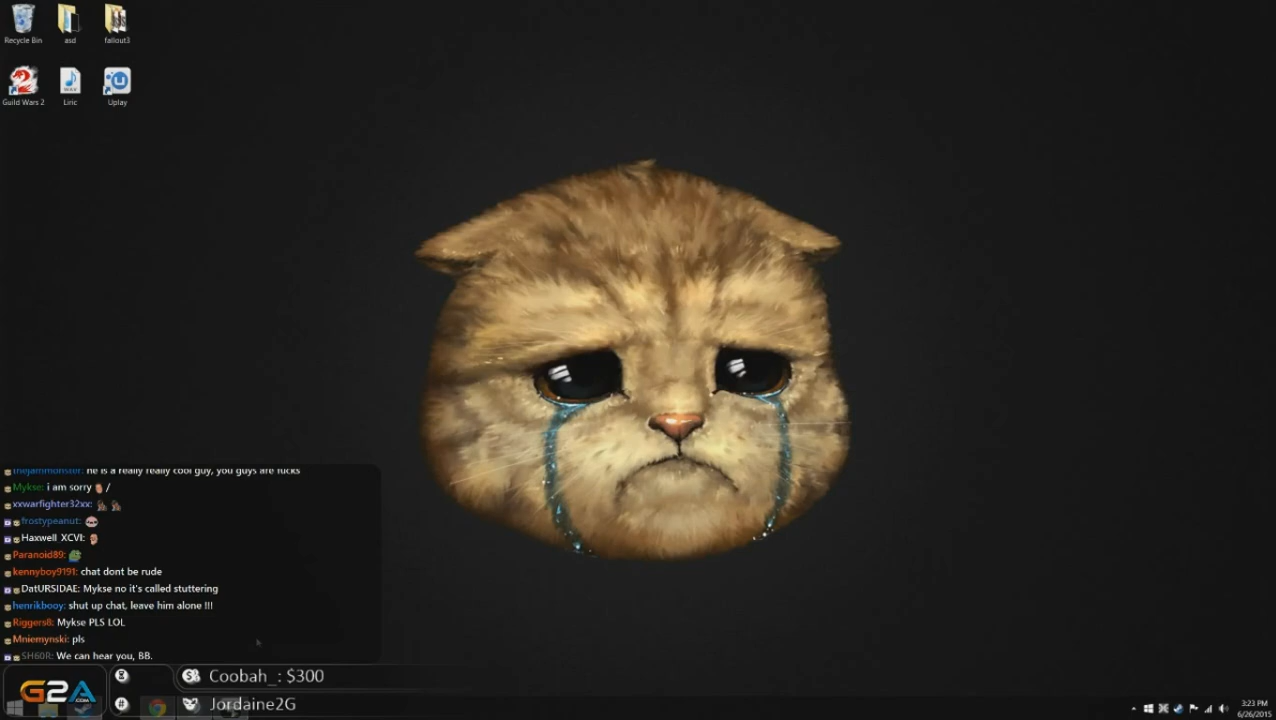 Recycle Bin
asd
fallout3
Guild Wars 2
Liric
Uplay
thejammonster: he is a really really cool guy, you guys are fucks
Mykse: i am sorry /
xxwarfighter32xx:
frostypeanut:
Haxwell_XCVI:
Paranoid89:
kennyboy9191: chat dont be rude
DatURSIDAE: Mykse no it's called stuttering
henrikbooy: shut up chat, leave him alone !!!
Riggers8: Mykse PLS LOL
Mniemynski: pls
SH60R: We can hear you, BB.
G2A.COM
Coobah_: $300
Jordaine2G
3:23 PM
6/26/2015